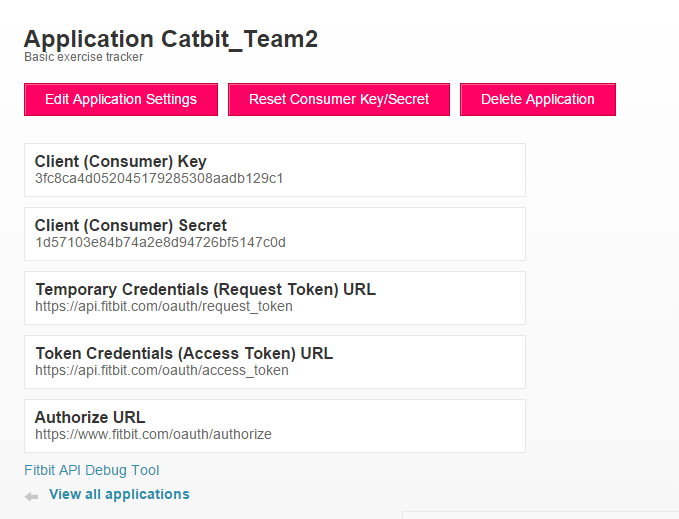 Application Catbit_Team2
Basic exercise tracker
Edit Application Settings
Reset Consumer Key/Secret
Delete Application
Client (Consumer) Key
3fc8ca4d052045179285308aadb129c1
Client (Consumer) Secret
1d57103e84b74a2e8d94726bf5147c0d
Temporary Credentials (Request Token) URL
https://api.fitbit.com/oauth/request_token
Token Credentials (Access Token) URL
https://api.fitbit.com/oauth/access_token
Authorize URL
https://www.fitbit.com/oauth/authorize
Fitbit API Debug Tool
View all applications